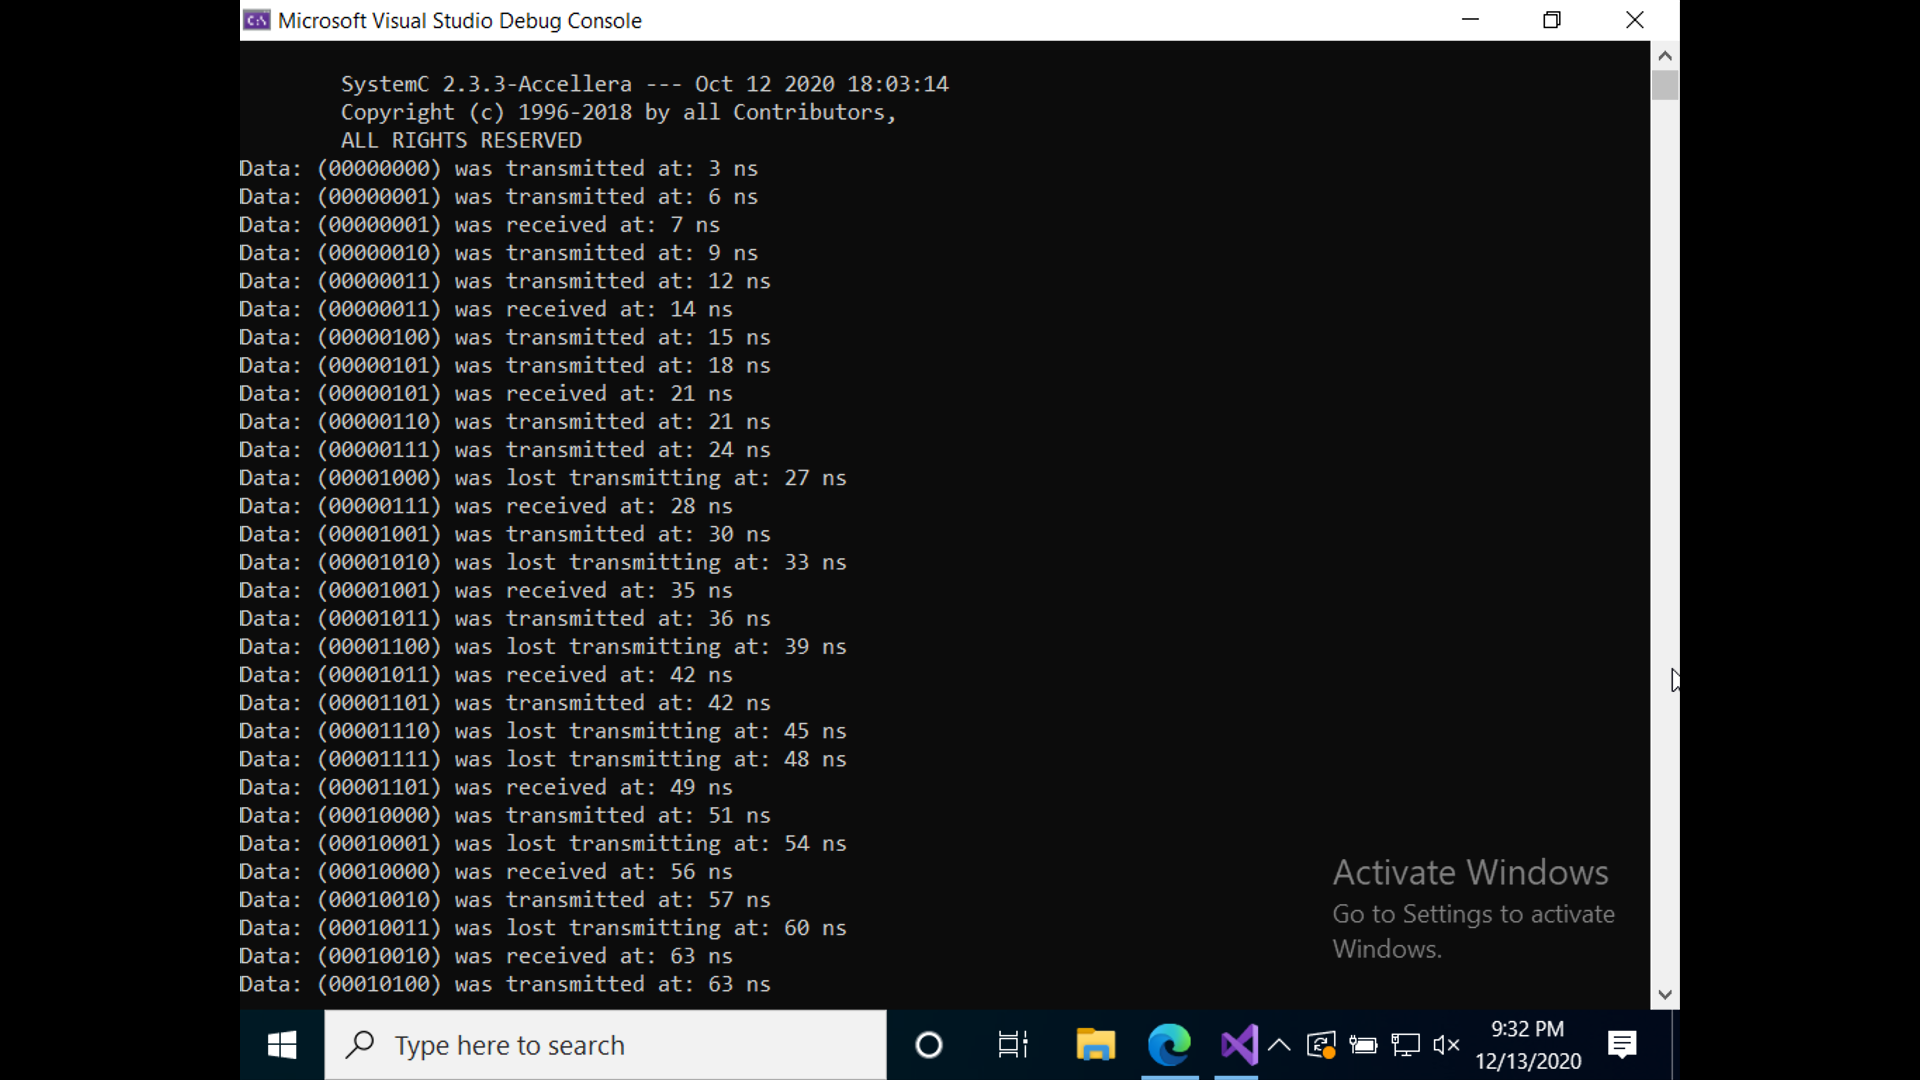 Microsoft Visual Studio Debug Console
SystemC 2.3.3-Accellera --- Oct 12 2020 18:03:14
Copyright (c) 1996-2018 by all Contributors,
ALL RIGHTS RESERVED
Data: (00000000) was transmitted at: 3 ns
Data: (00000001) was transmitted at: 6 ns
Data: (00000001) was received at: 7 ns
Data: (00000010) was transmitted at: 9 ns
Data: (00000011) was transmitted at: 12 ns
Data: (00000011) was received at: 14 ns
Data: (00000100) was transmitted at: 15 ns
Data: (00000101) was transmitted at: 18 ns
Data: (00000101) was received at: 21 ns
Data: (00000110) was transmitted at: 21 ns
Data: (00000111) was transmitted at: 24 ns
Data: (00001000) was lost transmitting at: 27 ns
Data: (00000111) was received at: 28 ns
Data: (00001001) was transmitted at: 30 ns
Data: (00001010) was lost transmitting at: 33 ns
Data: (00001001) was received at: 35 ns
Data: (00001011) was transmitted at: 36 ns
Data: (00001100) was lost transmitting at: 39 ns
Data: (00001011) was received at: 42 ns
Data: (00001101) was transmitted at: 42 ns
Data: (00001110) was lost transmitting at: 45 ns
Data: (00001111) was lost transmitting at: 48 ns
Data: (00001101) was received at: 49 ns
Data: (00010000) was transmitted at: 51 ns
Data: (00010001) was lost transmitting at: 54 ns
Data: (00010000) was received at: 56 ns
Data: (00010010) was transmitted at: 57 ns
Data: (00010011) was lost transmitting at: 60 ns
Data: (00010010) was received at: 63 ns
Data: (00010100) was transmitted at: 63 ns
Activate Windows
Go to Settings to activate
Windows.
Type here to search
9:32 PM
12/13/2020